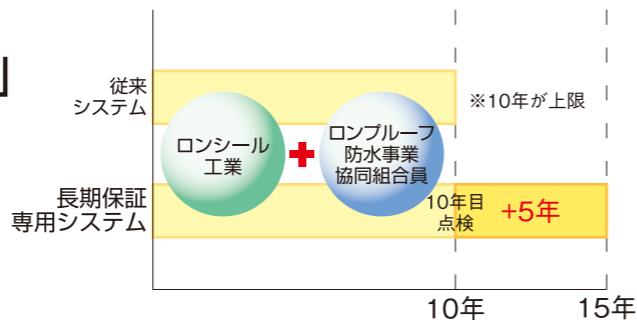 」
従来
システム
※10年が上限
ロンシール
工業
+
ロンプルーフ
防水事業
協同組合員
長期保証
専用システム
10年目
点検
+5年
10年
15年